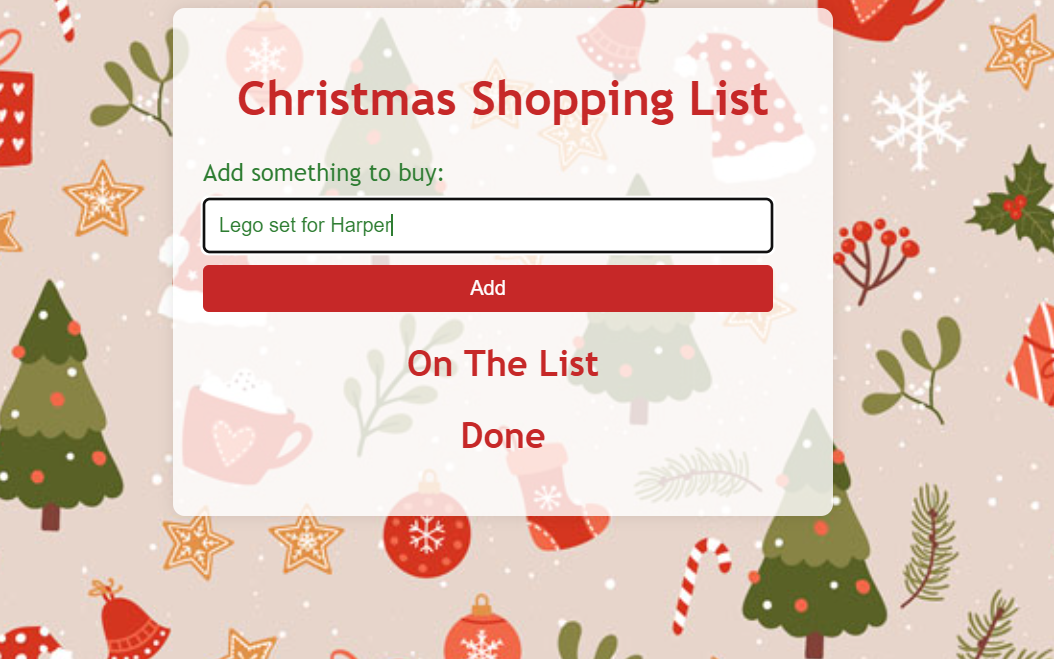 Christmas Shopping List
Add something to buy:
Lego set for Harper
Add
On The List
Done